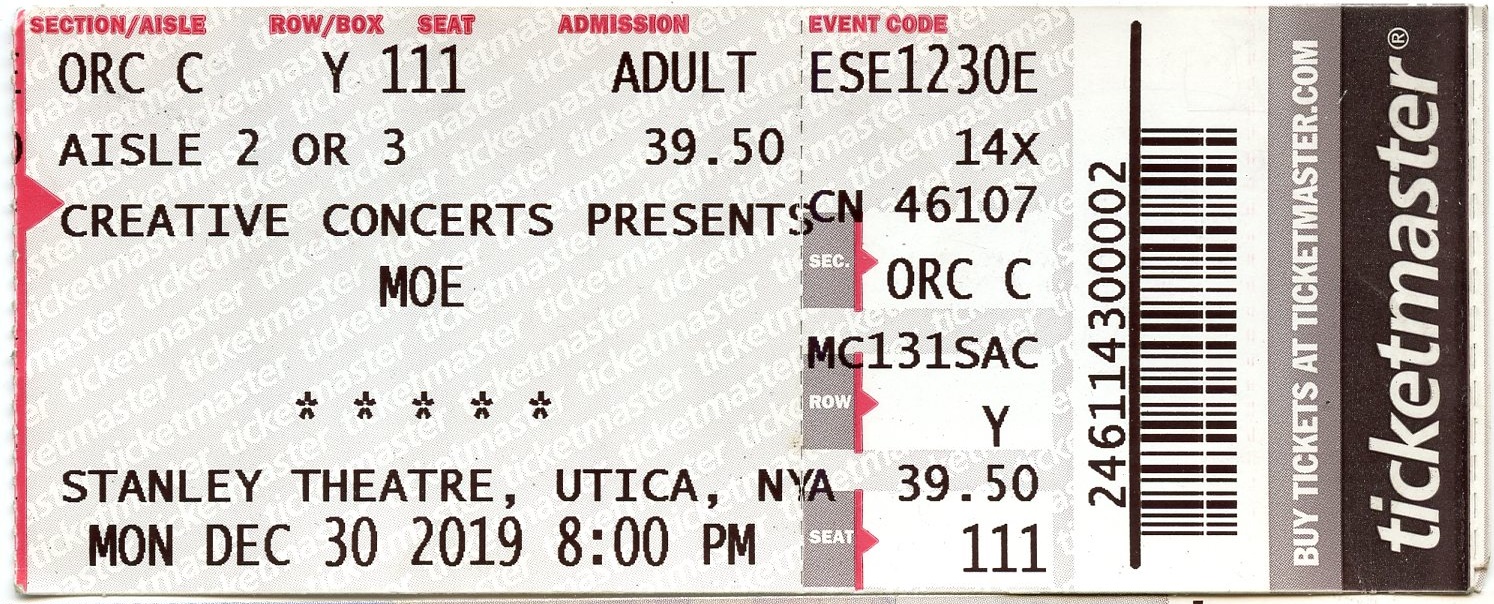 SECTION/AISLE ROW/BOX SEAT ADMISSION EVENT CODE
ORC C Y 111 ADULT ESE1230E
AISLE 2 OR 3 39.50 14X
CREATIVE CONCERTS PRESENTS CN 46107
SEC. ORC C
MOE
MC131SAC
* * * * *
ROW Y
STANLEY THEATRE, UTICA, NY A 39.50
MON DEC 30 2019 8:00 PM
SEAT 111
246114300002
BUY TICKETS AT TICKETMASTER.COM
ticketmaster®